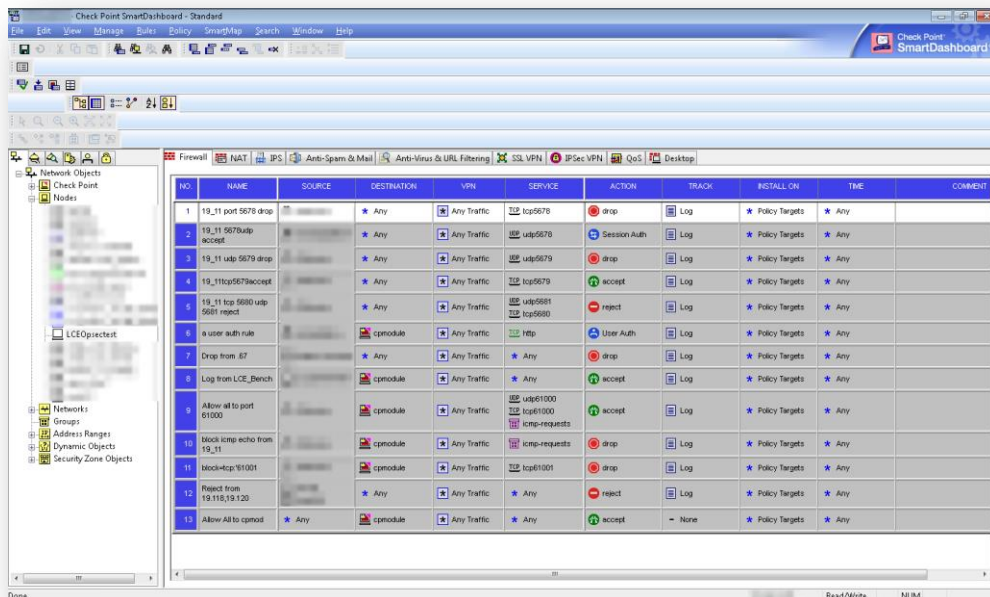 Check Point SmartDashboard - Standard
File Edit View Manage Rules Policy SmartMap Search Window Help
Check Point
SmartDashboard
Firewall NAT IPS Anti-Spam & Mail Anti-Virus & URL Filtering SSL VPN IPSec VPN QoS Desktop
Network Objects
Check Point
Nodes
LCEOpsectest
Networks
Groups
Address Ranges
Dynamic Objects
Security Zone Objects
NO. NAME SOURCE DESTINATION VPN SERVICE ACTION TRACK INSTALL ON TIME COMMENT
1 19_11 port 5678 drop * Any * Any Traffic TCP tcp5678 drop Log * Policy Targets * Any
2 19_11 5678udp accept * Any * Any Traffic UDP udp5678 Session Auth Log * Policy Targets * Any
3 19_11 udp 5679 drop * Any * Any Traffic UDP udp5679 drop Log * Policy Targets * Any
4 19_11tcp5679accept * Any * Any Traffic TCP tcp5679 accept Log * Policy Targets * Any
5 19_11 tcp 5680 udp 5681 reject * Any * Any Traffic UDP udp5681 TCP tcp5680 reject Log * Policy Targets * Any
6 a user auth rule cpmodule * Any Traffic TCP http User Auth Log * Policy Targets * Any
7 Drop from .67 * Any * Any Traffic * Any drop Log * Policy Targets * Any
8 Log from LCE_Bench cpmodule * Any Traffic * Any accept Log * Policy Targets * Any
9 Allow all to port 61000 cpmodule * Any Traffic UDP udp61000 TCP tcp61000 icmp-requests accept Log * Policy Targets * Any
10 block icmp echo from 19_11 cpmodule * Any Traffic icmp-requests drop Log * Policy Targets * Any
11 block=tcp:'61001 cpmodule * Any Traffic TCP tcp61001 drop Log * Policy Targets * Any
12 Reject from 19.118,19.120 * Any * Any Traffic * Any reject Log * Policy Targets * Any
13 Allow All to cpmod * Any cpmodule * Any Traffic * Any accept - None * Policy Targets * Any
Done Read/Write NUM